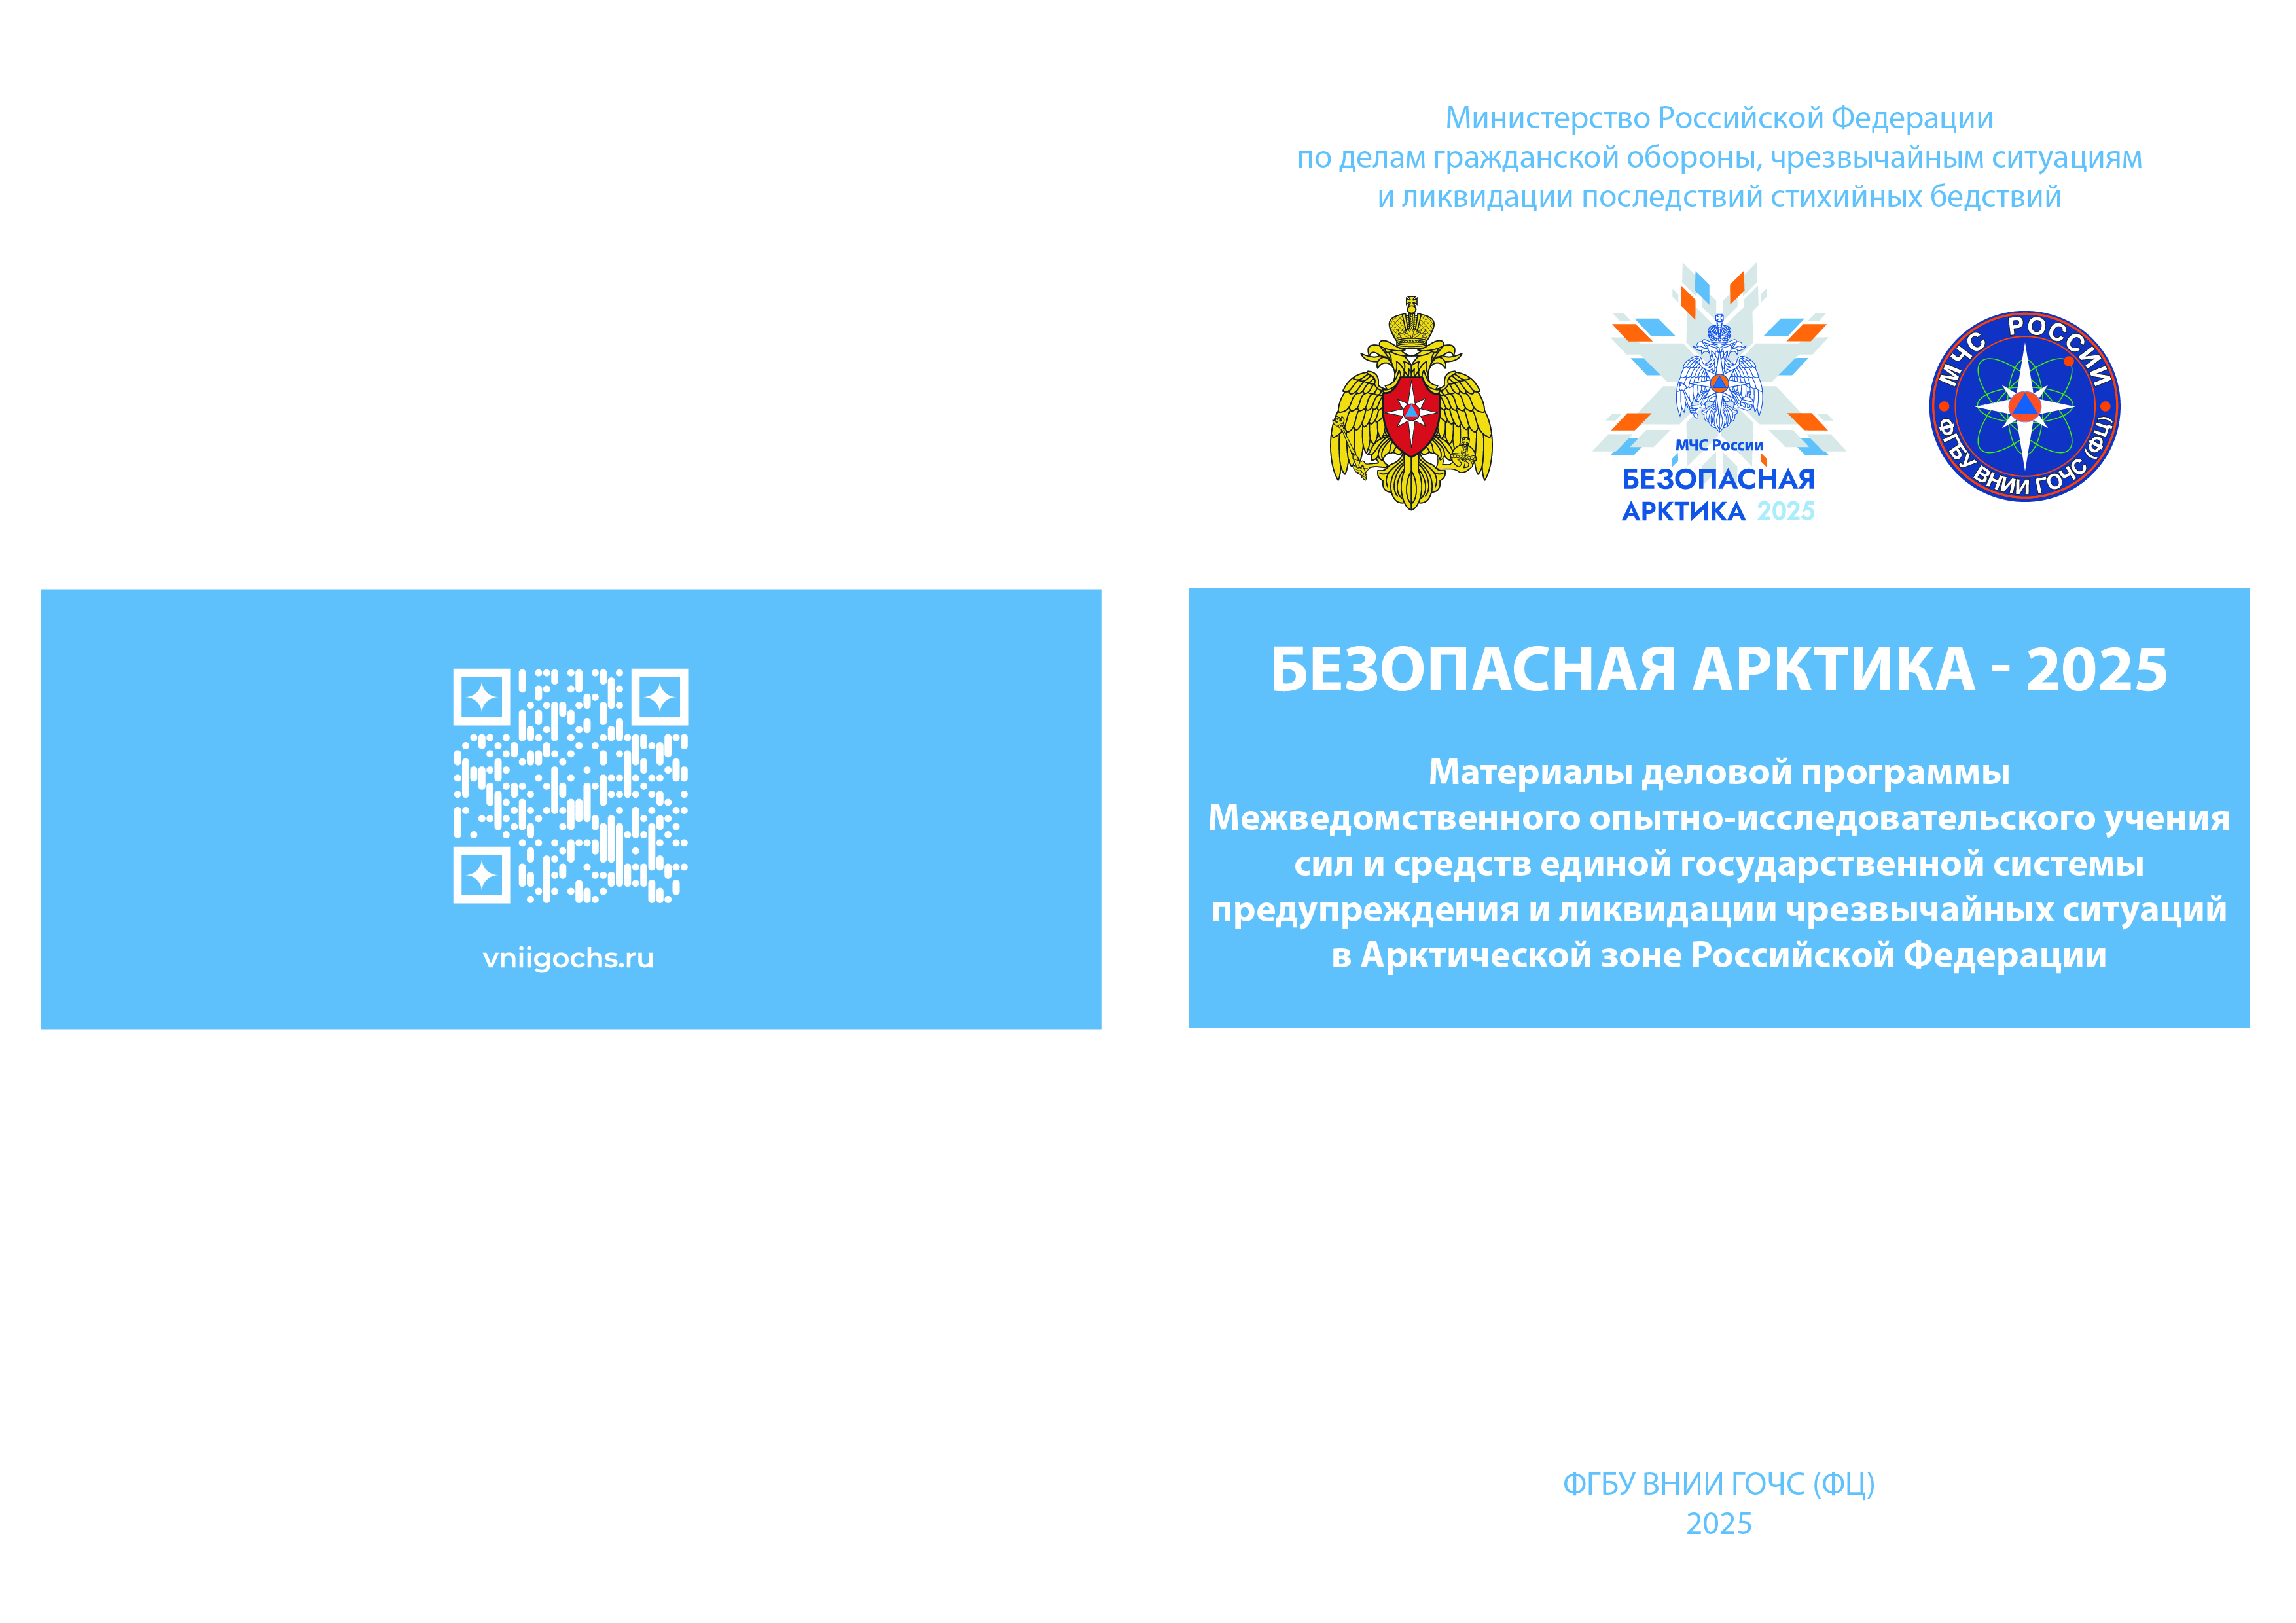 Министерство Российской Федерации
по делам гражданской обороны, чрезвычайным ситуациям
и ликвидации последствий стихийных бедствий
МЧС России
БЕЗОПАСНАЯ
АРКТИКА 2025
МЧС РОССИИ
ФГБУ ВНИИ ГОЧС (ФЦ)
БЕЗОПАСНАЯ АРКТИКА - 2025
Материалы деловой программы
Межведомственного опытно-исследовательского учения
сил и средств единой государственной системы
предупреждения и ликвидации чрезвычайных ситуаций
в Арктической зоне Российской Федерации
vniigochs.ru
ФГБУ ВНИИ ГОЧС (ФЦ)
2025